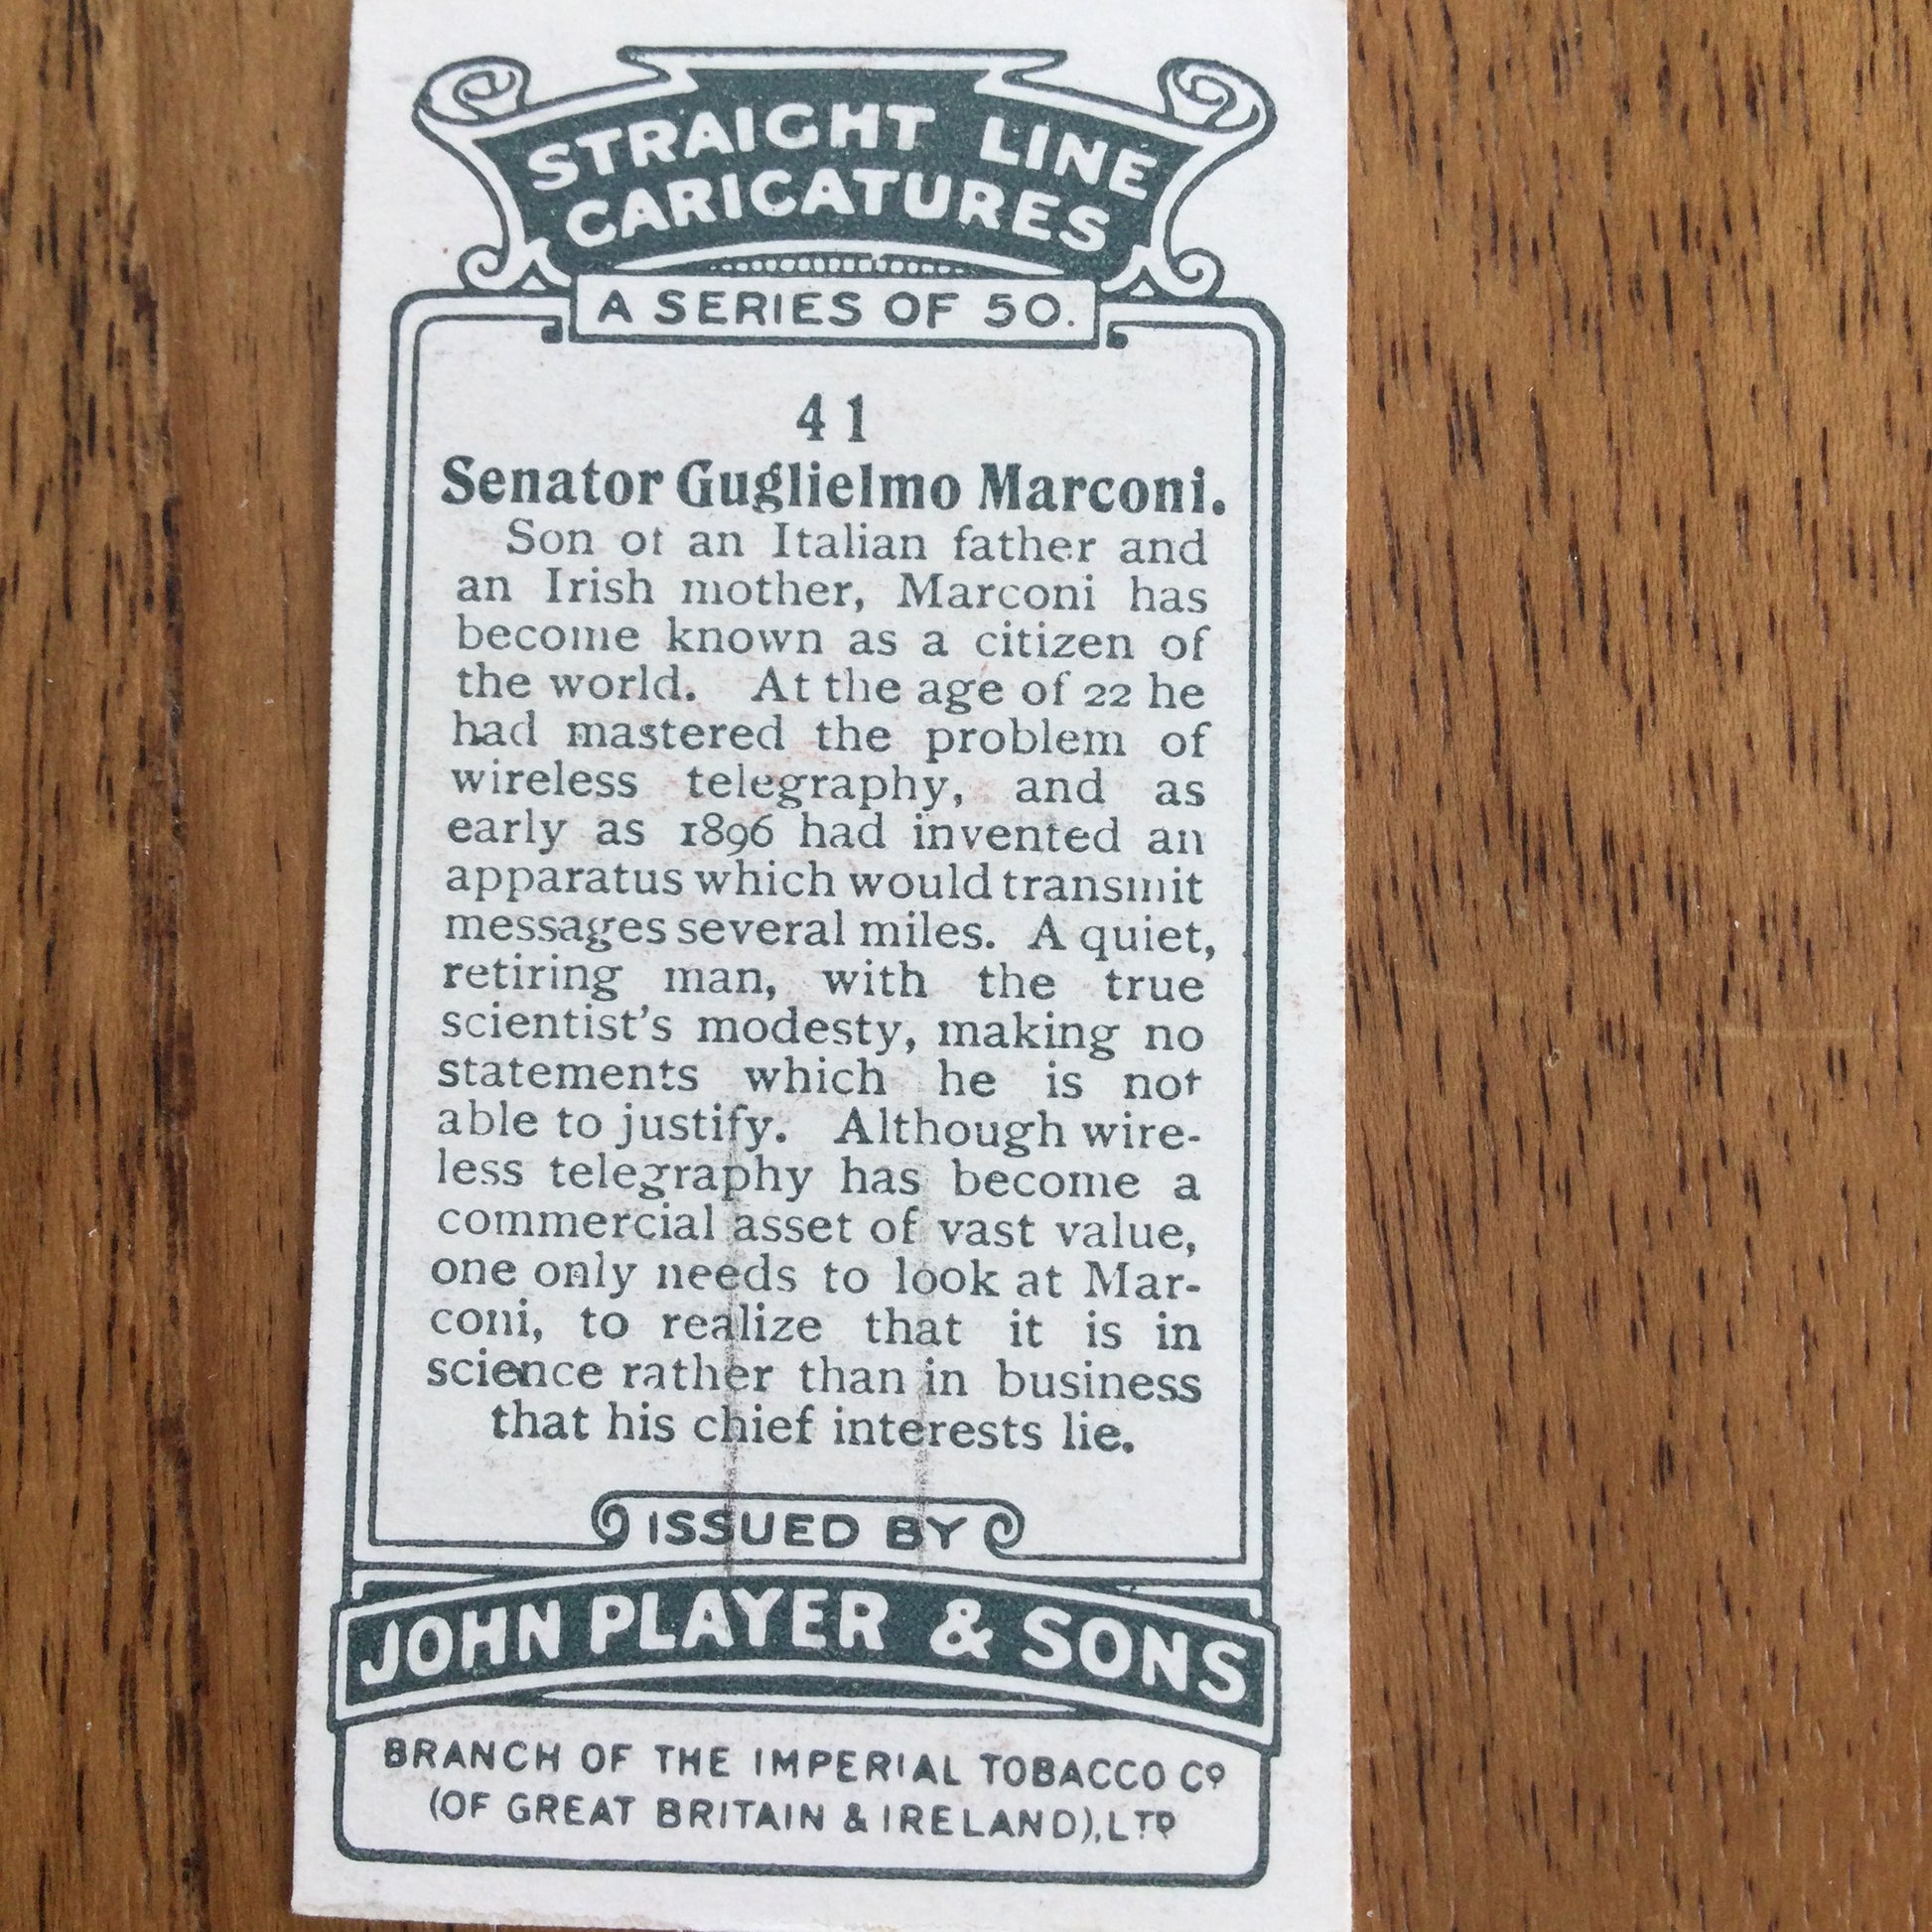 STRAIGHT LINE
CARICATURES
A SERIES OF 50.
41
Senator Guglielmo Marconi.
Son of an Italian father and
an Irish mother, Marconi has
become known as a citizen of
the world. At the age of 22 he
had mastered the problem of
wireless telegraphy, and as
early as 1896 had invented an
apparatus which would transmit
messages several miles. A quiet,
retiring man, with the true
scientist's modesty, making no
statements which he is not
able to justify. Although wire-
less telegraphy has become a
commercial asset of vast value,
one only needs to look at Mar-
coni, to realize that it is in
science rather than in business
that his chief interests lie.
ISSUED BY
JOHN PLAYER & SONS
BRANCH OF THE IMPERIAL TOBACCO Cº
(OF GREAT BRITAIN & IRELAND), LTD